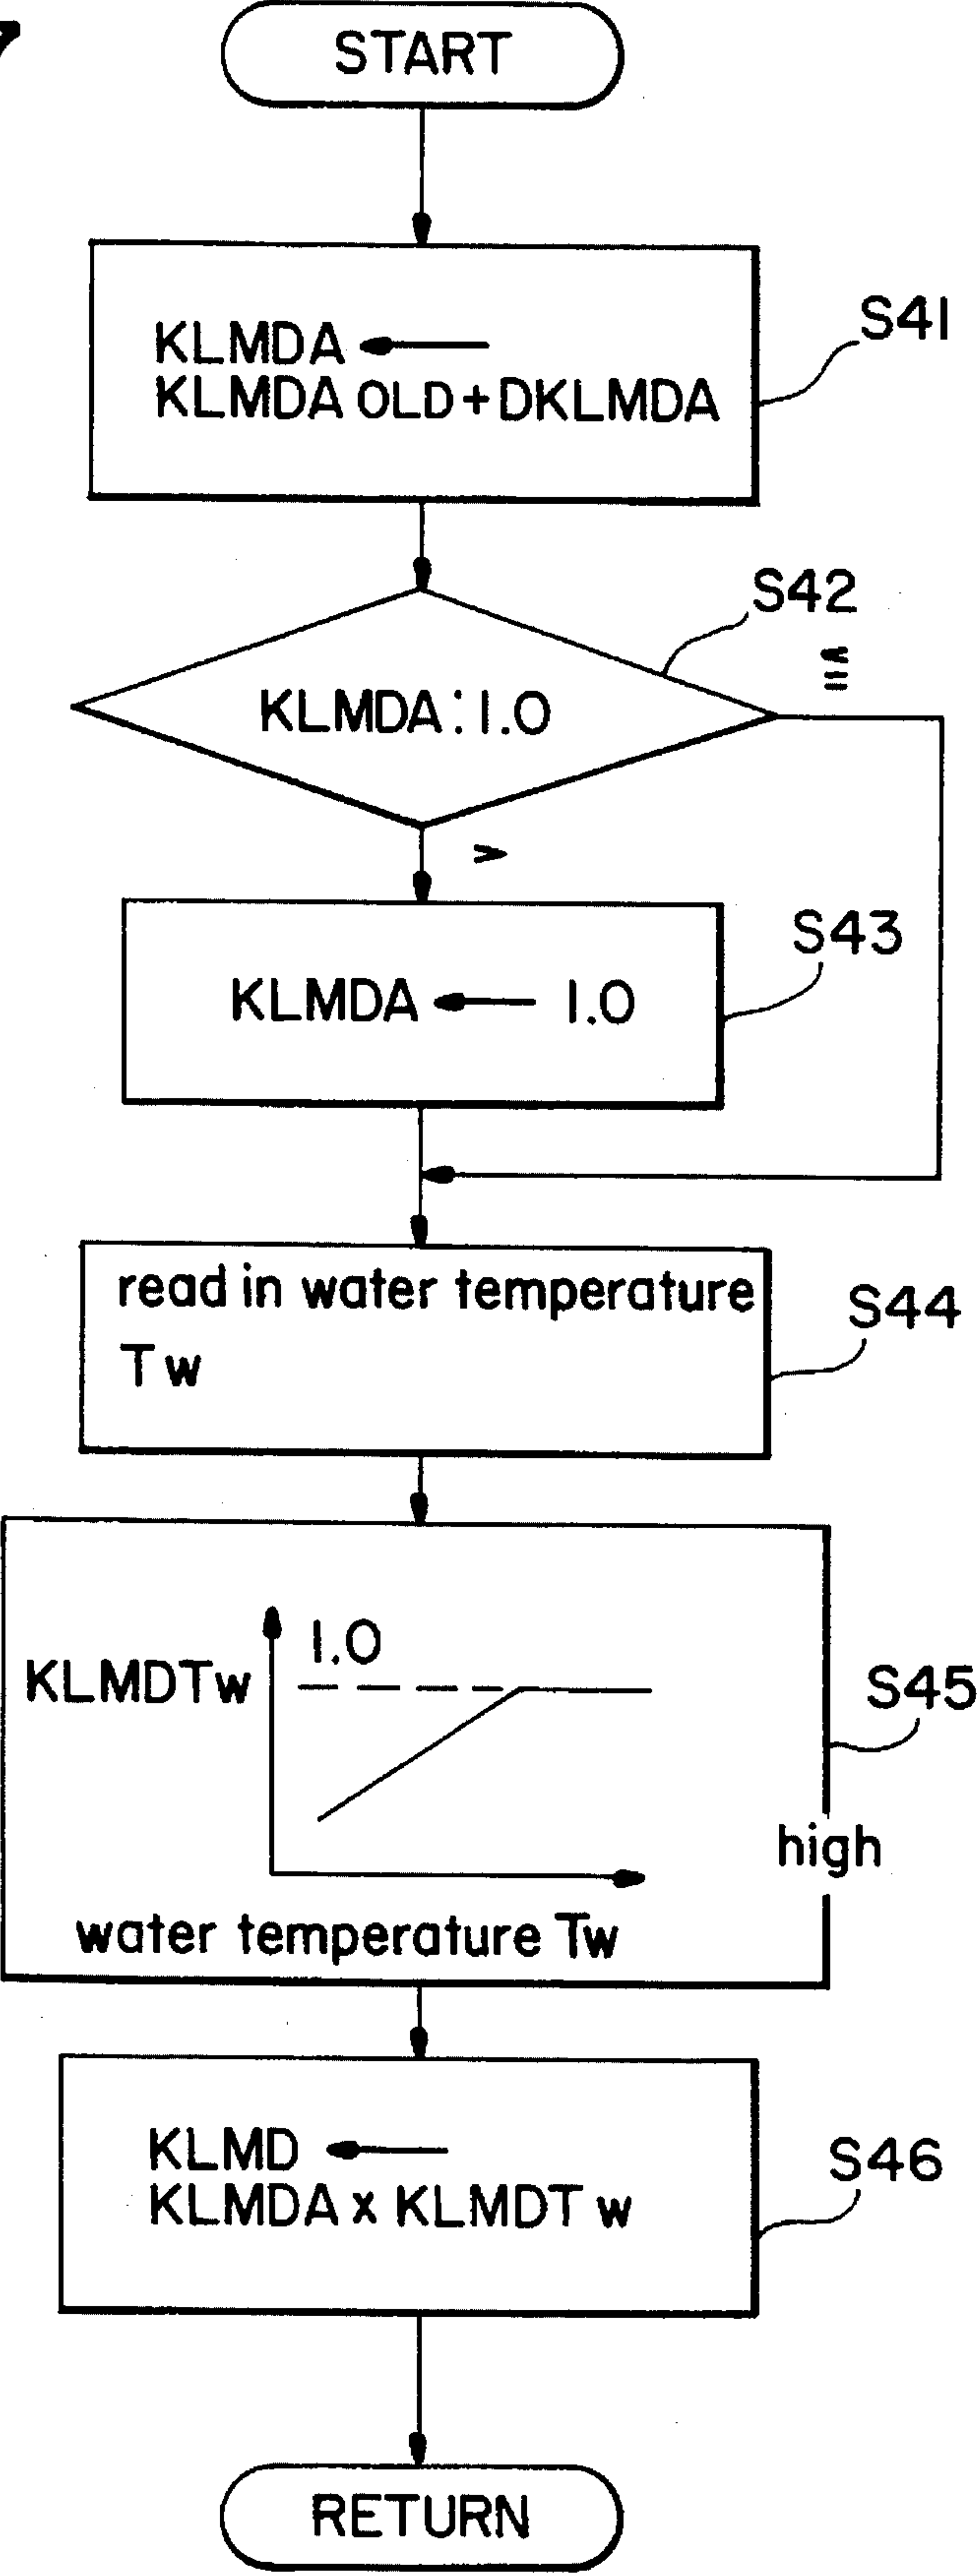 START
KLMDA ←
KLMDA OLD + DKLMDA
S41
S42
≦
KLMDA : 1.0
>
S43
KLMDA ← 1.0
read in water temperature
Tw
S44
1.0
KLMDTw
S45
high
water temperature Tw
KLMD ←
KLMDA x KLMDTw
S46
RETURN